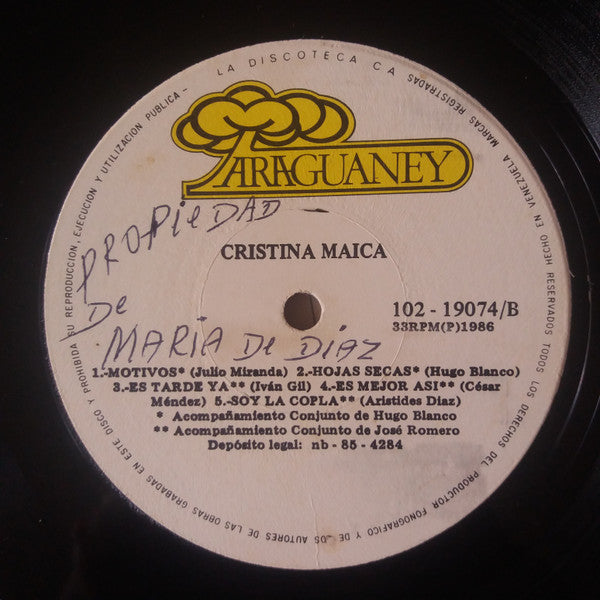 LA DISCOTECA C A
MARCAS REGISTRADAS
HECHO EN VENEZUELA
TODOS LOS DERECHOS DEL PRODUCTOR FONOGRAFICO Y DE LOS AUTORES DE LAS OBRAS GRABADAS EN ESTE DISCO Y PROHIBIDA SU REPRODUCCION, EJECUCION Y UTILIZACION PUBLICA -
RESERVADOS
ARAGUANEY
PROPIEDAD
De
MARIA De DIAZ
CRISTINA MAICA
102 - 19074/B
33RPM(P)1986
1.-MOTIVOS* (Julio Miranda) 2.-HOJAS SECAS* (Hugo Blanco)
3.-ES TARDE YA** (Iván Gil) 4.-ES MEJOR ASI** (César
Méndez) 5.-SOY LA COPLA** (Aristides Diaz)
* Acompañamiento Conjunto de Hugo Blanco
** Acompañamiento Conjunto de José Romero
Depósito legal: nb - 85 - 4284